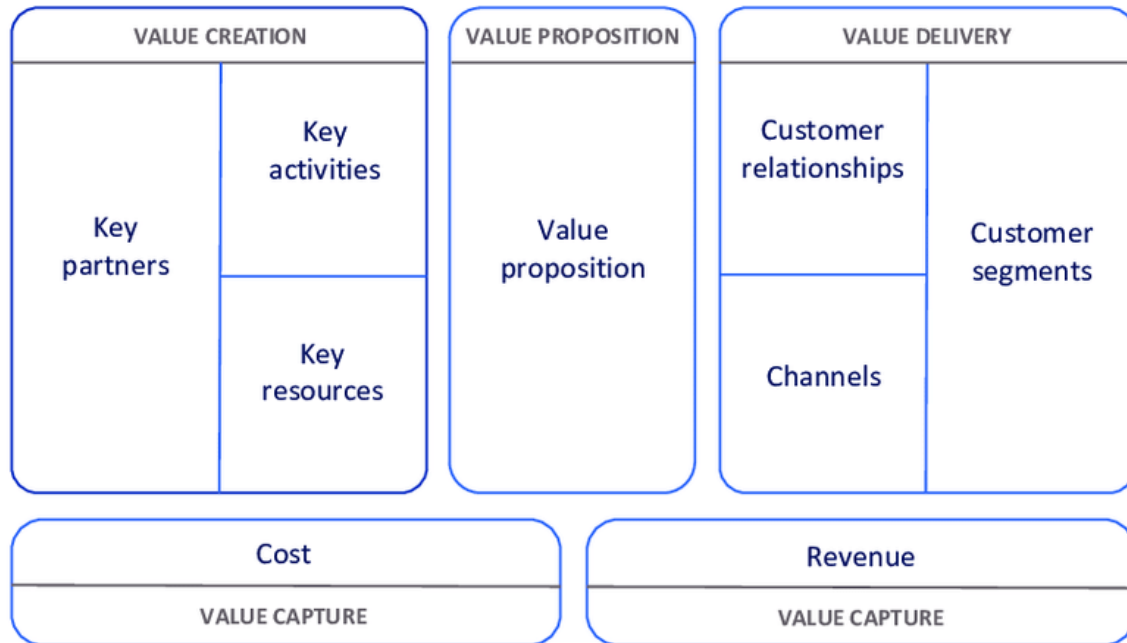 VALUE CREATION
Key
partners
Key
activities
Key
resources
VALUE PROPOSITION
Value
proposition
VALUE DELIVERY
Customer
relationships
Channels
Customer
segments
Cost
VALUE CAPTURE
Revenue
VALUE CAPTURE